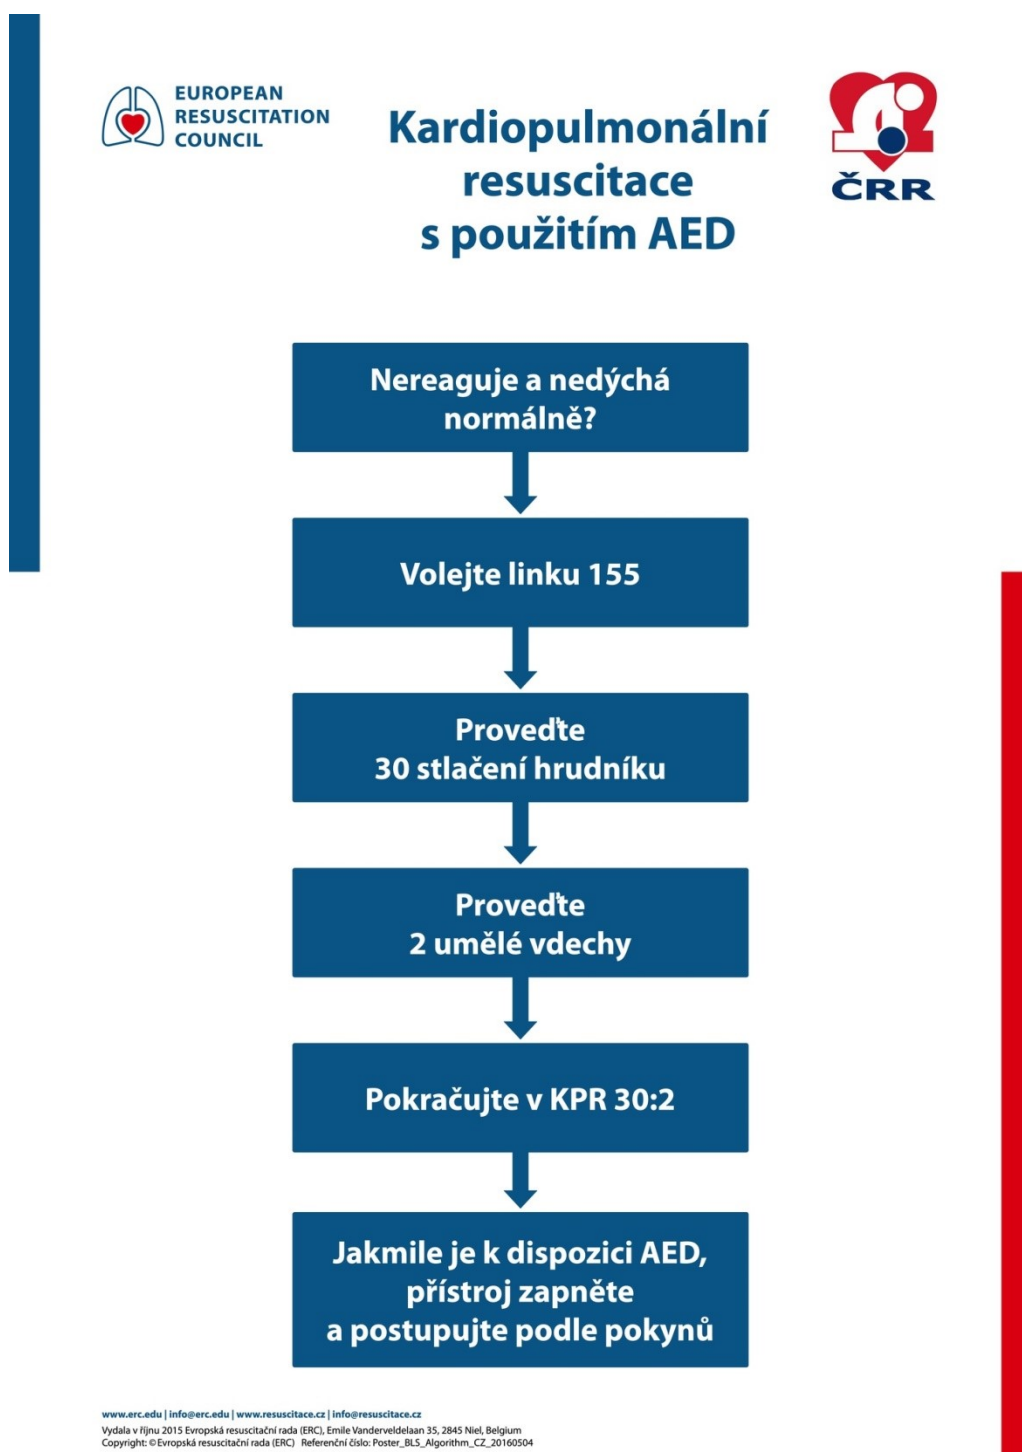 EUROPEAN
RESUSCITATION
COUNCIL
Kardiopulmonální
resuscitace
s použitím AED
ČRR
Nereaguje a nedýchá
normálně?
Volejte linku 155
Proveďte
30 stlačení hrudníku
Proveďte
2 umělé vdechy
Pokračujte v KPR 30:2
Jakmile je k dispozici AED,
přístroj zapněte
a postupujte podle pokynů
www.erc.edu | info@erc.edu | www.resuscitace.cz | info@resuscitace.cz
Vydala v říjnu 2015 Evropská resuscitační rada (ERC), Emile Vanderveldelaan 35, 2845 Niel, Belgium
Copyright: © Evropská resuscitační rada (ERC) Referenční číslo: Poster_BLS_Algorithm_CZ_20160504